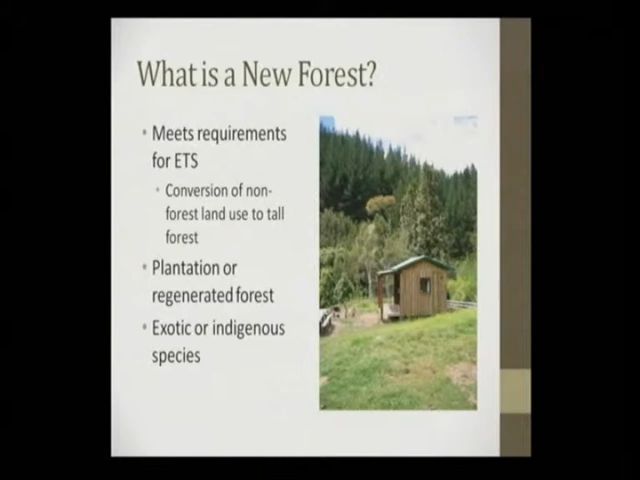 What is a New Forest?
• Meets requirements
for ETS
• Conversion of non-
forest land use to tall
forest
• Plantation or
regenerated forest
• Exotic or indigenous
species